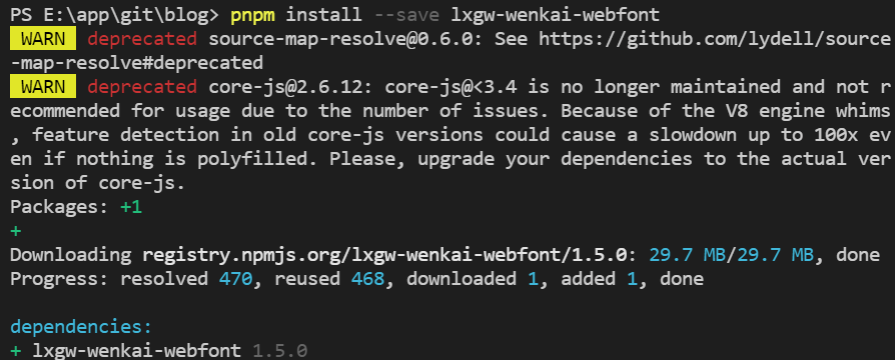 PS E:\app\git\blog> pnpm install --save lxgw-wenkai-webfont
WARN deprecated source-map-resolve@0.6.0: See https://github.com/lydell/source
-map-resolve#deprecated
WARN deprecated core-js@2.6.12: core-js@<3.4 is no longer maintained and not r
ecommended for usage due to the number of issues. Because of the V8 engine whims
, feature detection in old core-js versions could cause a slowdown up to 100x ev
en if nothing is polyfilled. Please, upgrade your dependencies to the actual ver
sion of core-js.
Packages: +1
+
Downloading registry.npmjs.org/lxgw-wenkai-webfont/1.5.0: 29.7 MB/29.7 MB, done
Progress: resolved 470, reused 468, downloaded 1, added 1, done
dependencies:
+ lxgw-wenkai-webfont 1.5.0